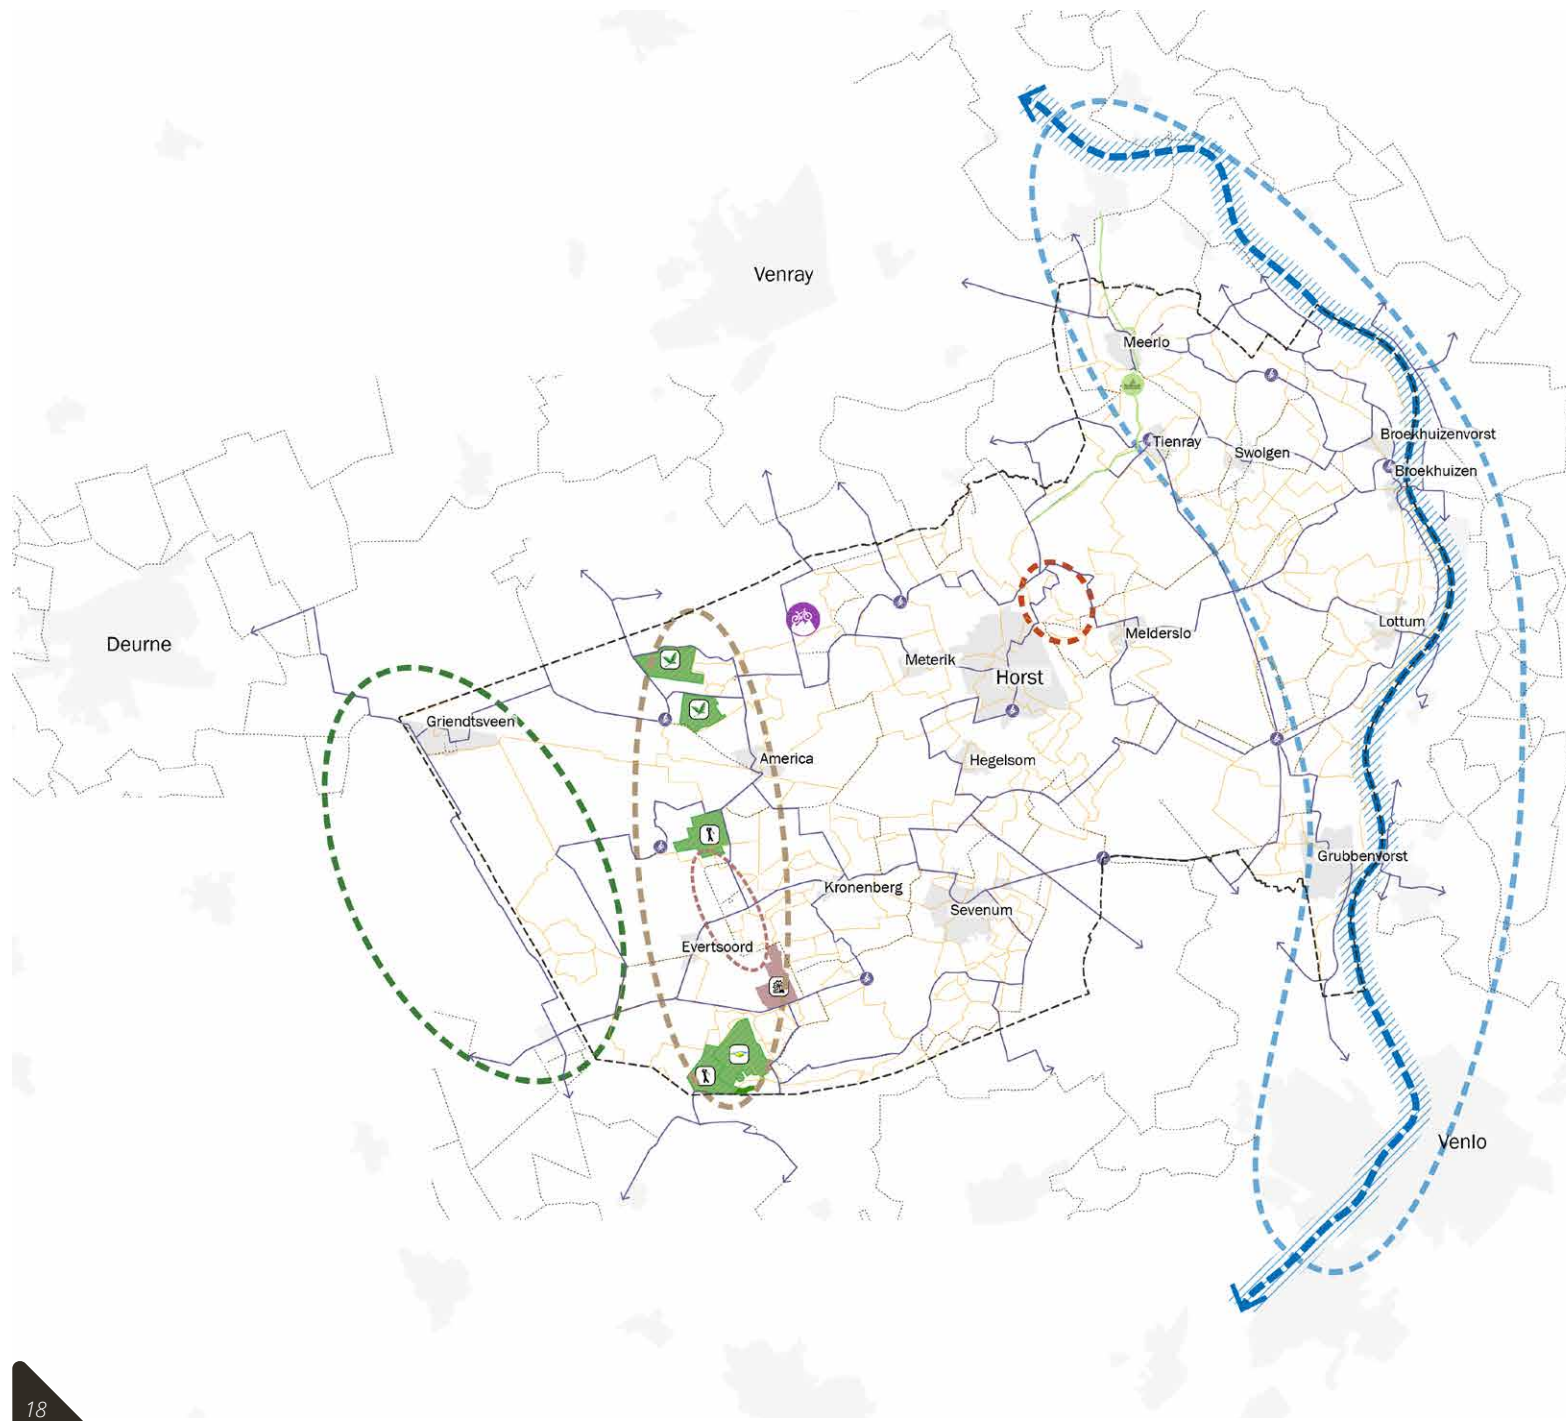 Venray
Meerlo
Broekhuizenvorst
Tienray
Swolgen
Broekhuizen
Lottum
Melderslo
Deurne
Meterik
Horst
Griendtsveen
America
Hegelsom
Grubbenvorst
Kronenberg
Sevenum
Evertsoord
Venlo
18